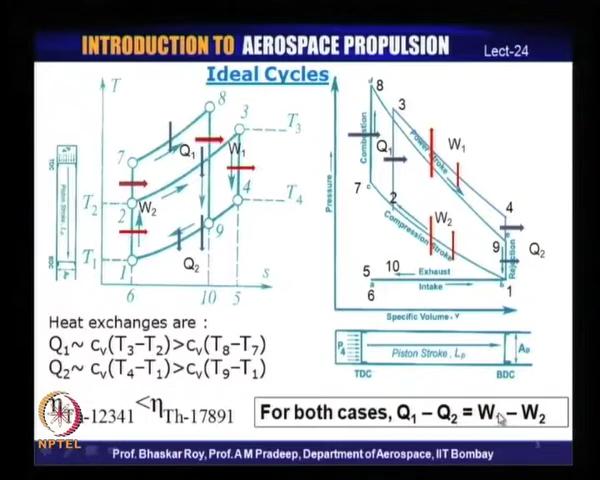 INTRODUCTION TO AEROSPACE PROPULSION
Lect-24
Ideal Cycles
T
8
3
T₃
7
Q₁
W₁
T₂
2
W₂
4
T₄
9
T₁
1
Q₂
6
10
5
s
TDC
Piston Stroke, Lₚ
BDC
8
3
Combustion
Q₁
Power Stroke
W₁
Pressure
7
2
W₂
Compression Stroke
4
9
Rejection
Q₂
5
10
Exhaust
6
Intake
1
Specific Volume, v
Piston Stroke, Lₚ
TDC
BDC
Heat exchanges are :
Q₁~ cᵥ(T₃–T₂)>cᵥ(T₈–T₇)
Q₂~ cᵥ(T₄–T₁)>cᵥ(T₉–T₁)
-12341 <ηTh-17891
For both cases, Q₁ – Q₂ = W₁ – W₂
NPTEL
Prof. Bhaskar Roy, Prof. A M Pradeep, Department of Aerospace, IIT Bombay